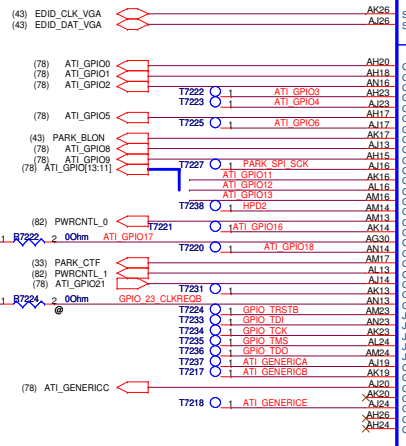 (43) EDID_CLK_VGA AK26
(43) EDID_DAT_VGA AJ26
(78) ATI_GPIO0 AH20
(78) ATI_GPIO1 AH18
(78) ATI_GPIO2 AN16
T7222 1 ATI_GPIO3 AH23
T7223 1 ATI_GPIO4 AJ23
(78) ATI_GPIO5 AH17
T7225 1 ATI_GPIO6 AJ17
(43) PARK_BLON AK17
(78) ATI_GPIO8 AJ13
(78) ATI_GPIO9 AH15
(78) ATI_GPIO[13:11] T7227 1 PARK_SPI_SCK AJ16
ATI_GPIO11 AK16
ATI_GPIO12 AL16
ATI_GPIO13 AM16
T7238 1 HPD2 AM14
(82) PWRCNTL_0 AM13
T7221 1 ATI_GPIO16 AK14
1 R7222 2 0Ohm ATI_GPIO17 AG30
T7220 1 ATI_GPIO18 AN14
(33) PARK_CTF AM17
(82) PWRCNTL_1 AL13
(78) ATI_GPIO21 AJ14
T7231 1 AK13
1 R7224 2 0Ohm GPIO_23_CLKREQB AN13
@ T7224 1 GPIO_TRSTB AM23
T7233 1 GPIO_TDI AN23
T7234 1 GPIO_TCK AK23
T7235 1 GPIO_TMS AL24
T7236 1 GPIO_TDO AM24
T7237 1 ATI_GENERICA AJ19
T7217 1 ATI_GENERICB AK19
(78) ATI_GENERICC AJ20
AK20
T7218 1 ATI_GENERICE AJ24
AH26
AH24